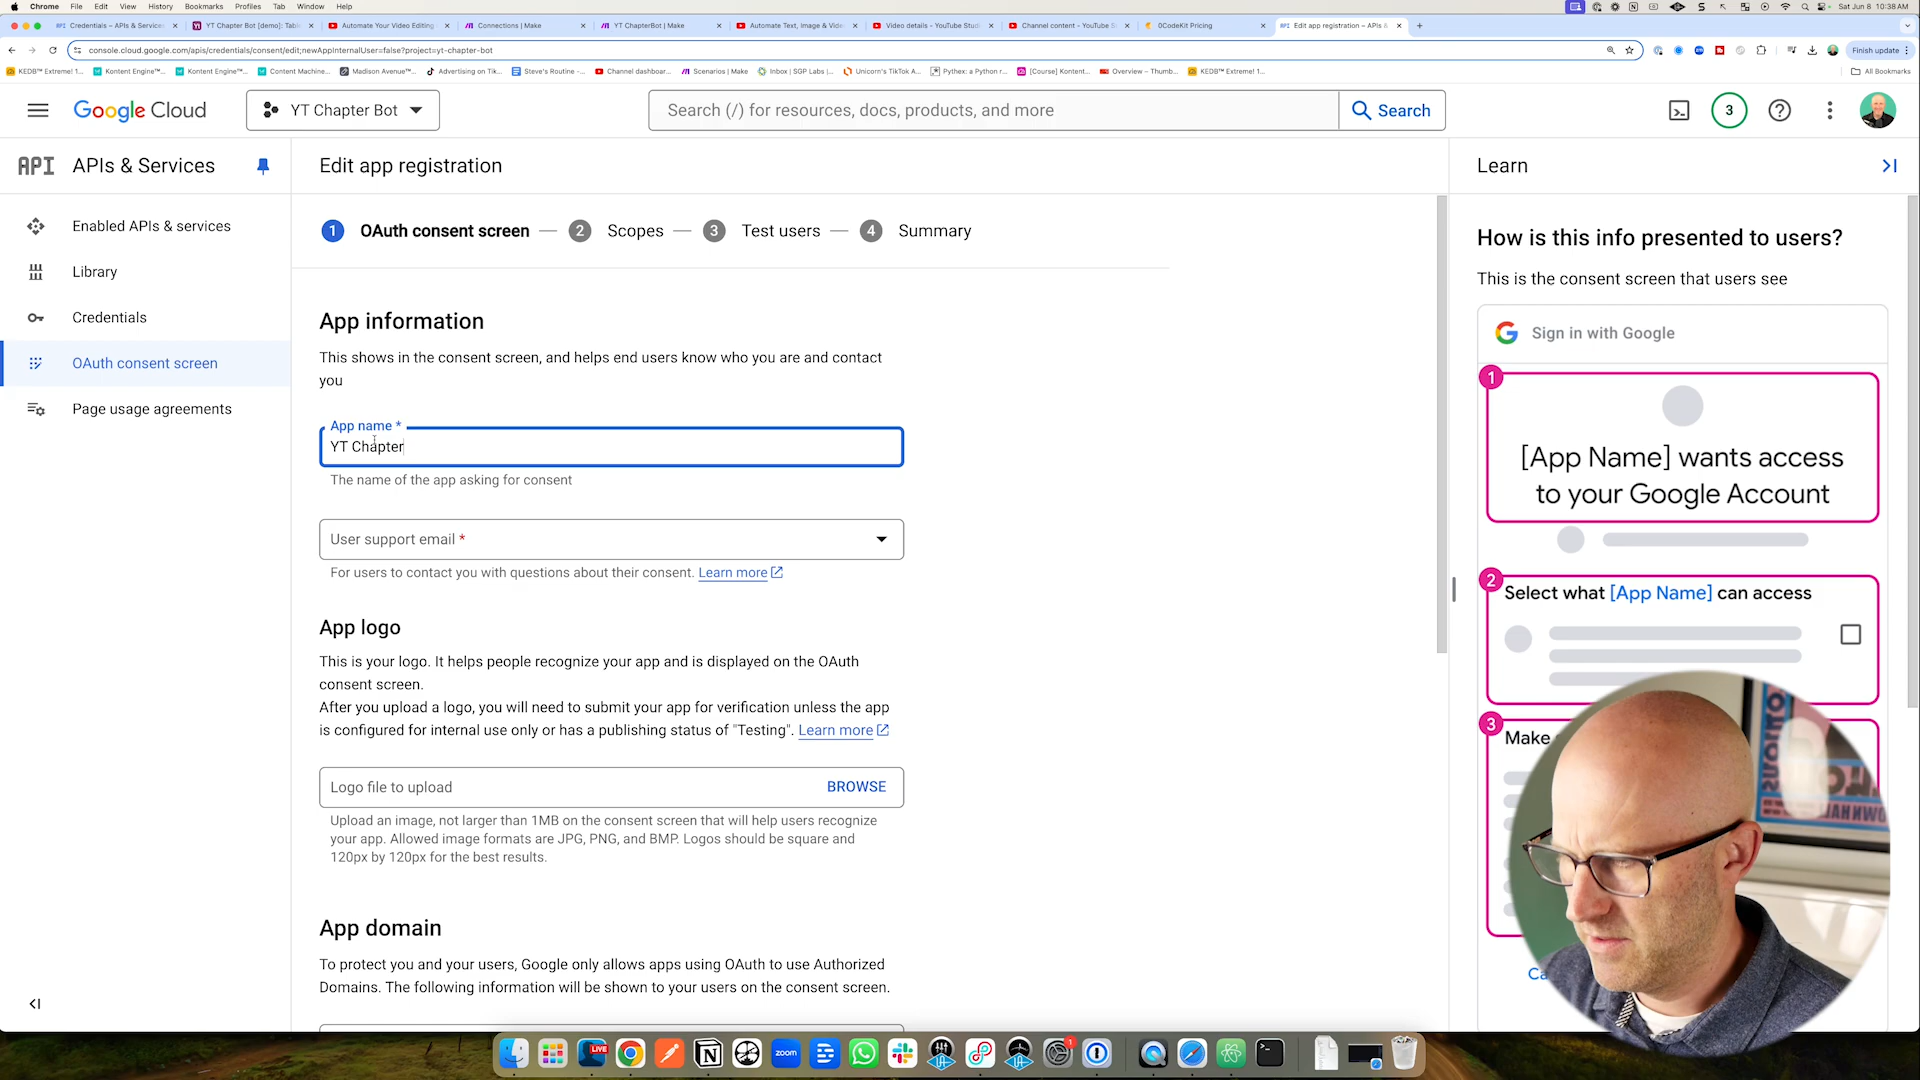 Chrome File Edit View History Bookmarks Profiles Tab Window Help
Sat Jun 8 10:38 AM
Credentials – APIs & Service
YT Chapter Bot [demo]: Tabl
Automate Your Video Editing
Connections | Make
YT ChapterBot | Make
Automate Text, Image & Vide
Video details - YouTube Stud
Channel content - YouTube S
0CodeKit Pricing
Edit app registration – APIs &
console.cloud.google.com/apis/credentials/consent/edit;newAppInternalUser=false?project=yt-chapter-bot
Finish update
KEDB™ Extreme! 1...
Kontent Engine™...
Kontent Engine™...
Content Machine...
Madison Avenue™...
Advertising on Tik...
Steve's Routine -...
Channel dashboar...
Scenarios | Make
Inbox | SGP Labs |...
Unicorn's TikTok A...
Pythex: a Python r...
[Course] Kontent...
Overview – Thumb...
KEDB™ Extreme! 1...
All Bookmarks
Google Cloud
YT Chapter Bot
Search (/) for resources, docs, products, and more
Search
3
API APIs & Services
Edit app registration
Learn
Enabled APIs & services
Library
Credentials
OAuth consent screen
Page usage agreements
1 OAuth consent screen — 2 Scopes — 3 Test users — 4 Summary
App information
This shows in the consent screen, and helps end users know who you are and contact
you
App name *
YT Chapter
The name of the app asking for consent
User support email *
For users to contact you with questions about their consent. Learn more
App logo
This is your logo. It helps people recognize your app and is displayed on the OAuth
consent screen.
After you upload a logo, you will need to submit your app for verification unless the app
is configured for internal use only or has a publishing status of "Testing". Learn more
Logo file to upload
BROWSE
Upload an image, not larger than 1MB on the consent screen that will help users recognize
your app. Allowed image formats are JPG, PNG, and BMP. Logos should be square and
120px by 120px for the best results.
App domain
To protect you and your users, Google only allows apps using OAuth to use Authorized
Domains. The following information will be shown to your users on the consent screen.
How is this info presented to users?
This is the consent screen that users see
Sign in with Google
1
[App Name] wants access
to your Google Account
2
Select what [App Name] can access
3
Make
Ca
LIVE
zoom
1